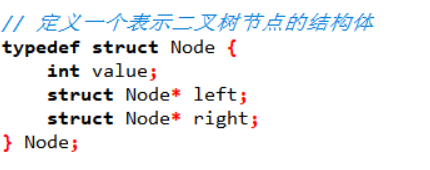 // 定义一个表示二叉树节点的结构体
typedef struct Node {
    int value;
    struct Node* left;
    struct Node* right;
} Node;